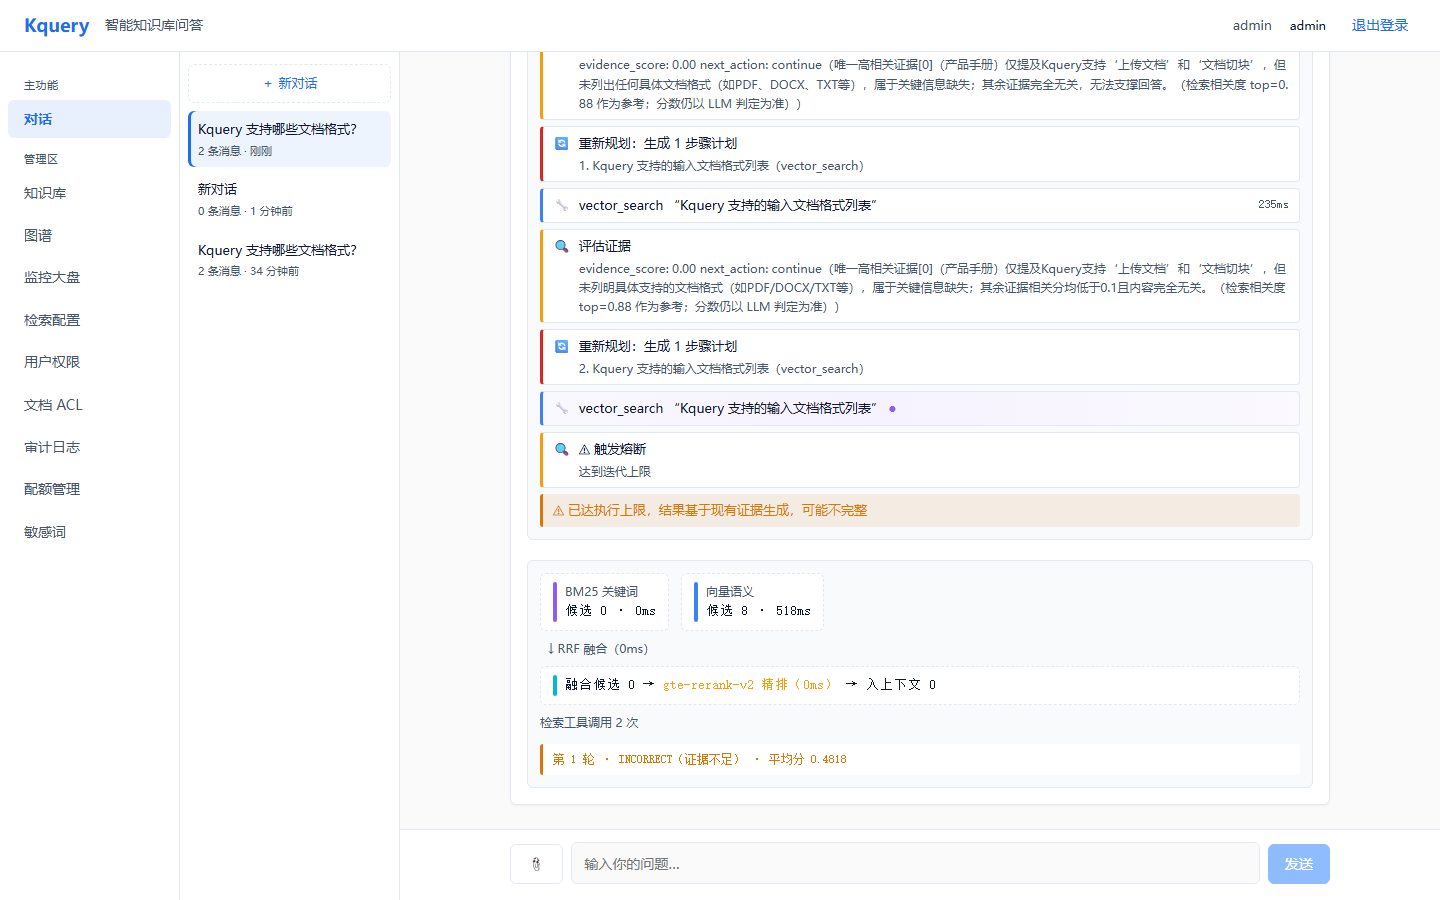 Kquery 智能知识库问答
admin admin 退出登录
主功能
对话
管理区
知识库
图谱
监控大盘
检索配置
用户权限
文档 ACL
审计日志
配额管理
敏感词
+ 新对话
Kquery 支持哪些文档格式?
2 条消息 · 刚刚
新对话
0 条消息 · 1 分钟前
Kquery 支持哪些文档格式?
2 条消息 · 34 分钟前
evidence_score: 0.00 next_action: continue（唯一高相关证据[0]（产品手册）仅提及Kquery支持‘上传文档’和‘文档切块’，但
未列出任何具体文档格式（如PDF、DOCX、TXT等），属于关键信息缺失；其余证据完全无关，无法支撑回答。（检索相关度 top=0.
88 作为参考；分数仍以 LLM 判定为准））
重新规划：生成 1 步骤计划
1. Kquery 支持的输入文档格式列表（vector_search）
vector_search “Kquery 支持的输入文档格式列表” 235ms
评估证据
evidence_score: 0.00 next_action: continue（唯一高相关证据[0]（产品手册）仅提及Kquery支持‘上传文档’和‘文档切块’，但
未列明具体支持的文档格式（如PDF/DOCX/TXT等），属于关键信息缺失；其余证据相关分均低于0.1且内容完全无关。（检索相关度
top=0.88 作为参考；分数仍以 LLM 判定为准））
重新规划：生成 1 步骤计划
2. Kquery 支持的输入文档格式列表（vector_search）
vector_search “Kquery 支持的输入文档格式列表”
⚠ 触发熔断
达到迭代上限
⚠ 已达执行上限，结果基于现有证据生成，可能不完整
BM25 关键词
候选 0 · 0ms
向量语义
候选 8 · 518ms
↓ RRF 融合（0ms）
融合候选 0 → gte-rerank-v2 精排（0ms） → 入上下文 0
检索工具调用 2 次
第 1 轮 · INCORRECT（证据不足） · 平均分 0.4818
输入你的问题...
发送